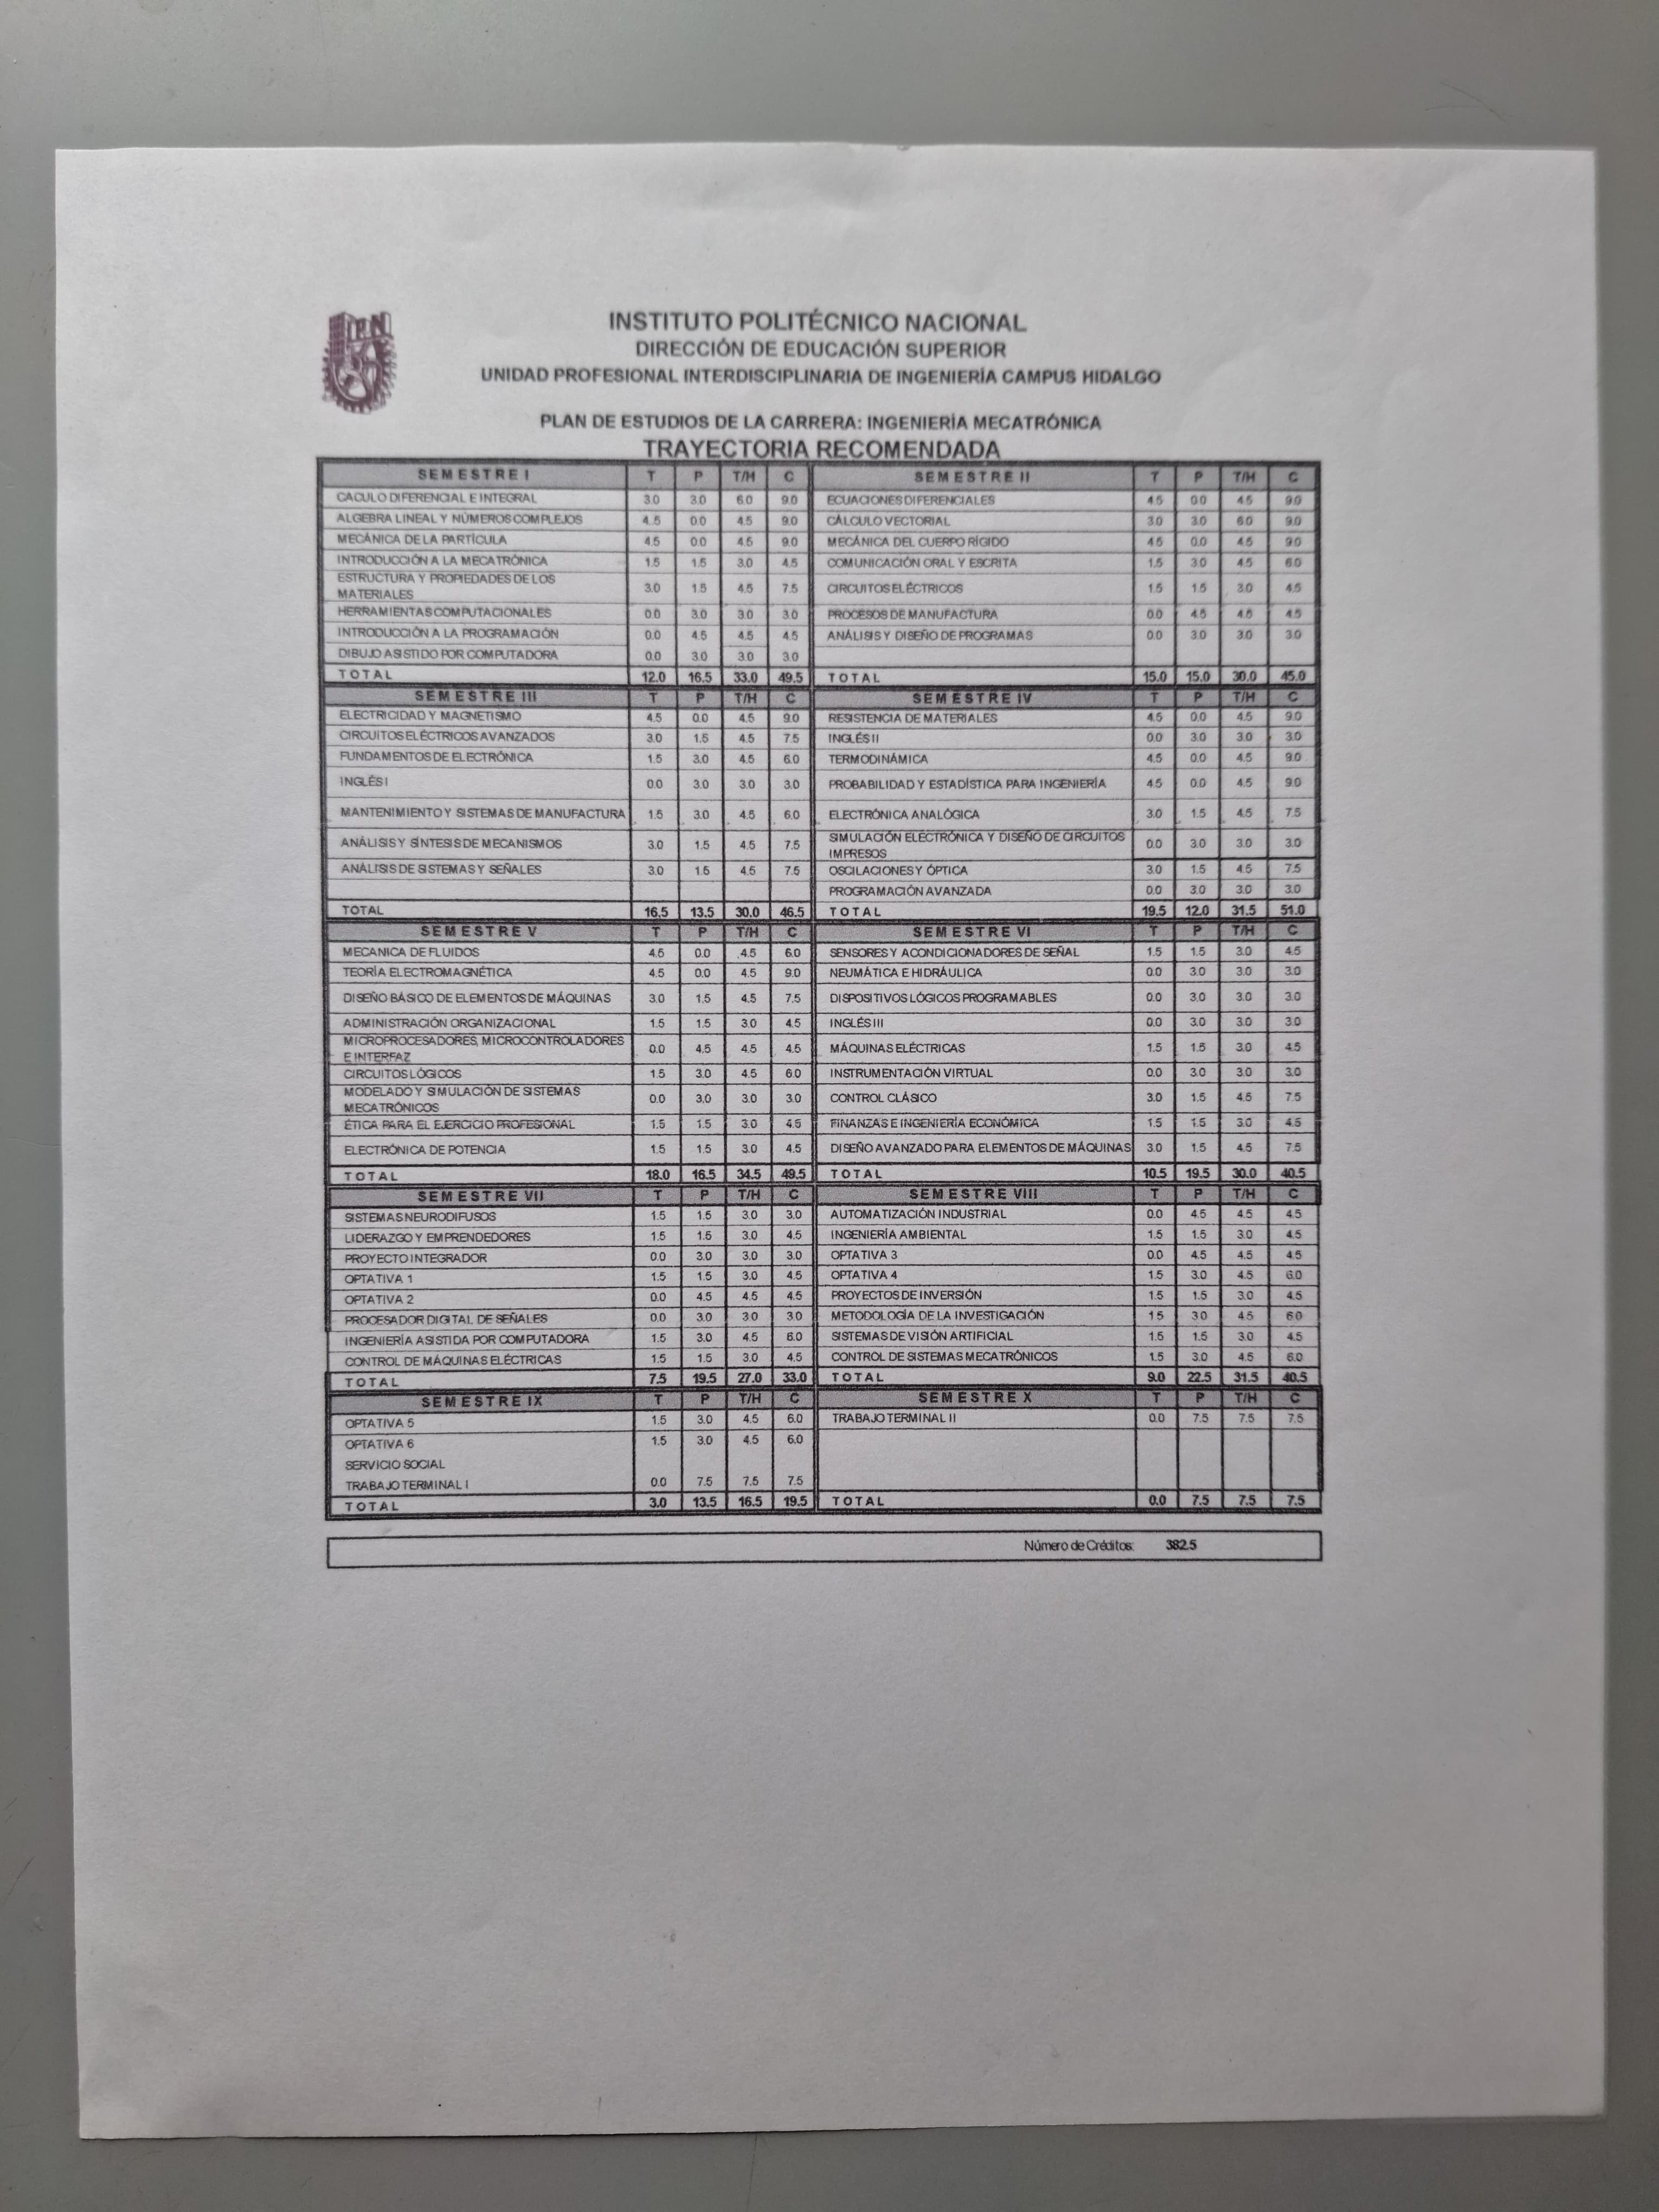 IPN
INSTITUTO POLITÉCNICO NACIONAL
DIRECCIÓN DE EDUCACIÓN SUPERIOR
UNIDAD PROFESIONAL INTERDISCIPLINARIA DE INGENIERÍA CAMPUS HIDALGO
PLAN DE ESTUDIOS DE LA CARRERA: INGENIERÍA MECATRÓNICA
TRAYECTORIA RECOMENDADA
SEMESTRE I T P T/H C SEMESTRE II T P T/H C
CACULO DIFERENCIAL E INTEGRAL 3.0 3.0 6.0 9.0 ECUACIONES DIFERENCIALES 4.5 0.0 4.5 9.0
ALGEBRA LINEAL Y NÚMEROS COMPLEJOS 4.5 0.0 4.5 9.0 CÁLCULO VECTORIAL 3.0 3.0 6.0 9.0
MECÁNICA DE LA PARTÍCULA 4.5 0.0 4.5 9.0 MECÁNICA DEL CUERPO RÍGIDO 4.5 0.0 4.5 9.0
INTRODUCCIÓN A LA MECATRÓNICA 1.5 1.5 3.0 4.5 COMUNICACIÓN ORAL Y ESCRITA 1.5 3.0 4.5 6.0
ESTRUCTURA Y PROPIEDADES DE LOS
MATERIALES 3.0 1.5 4.5 7.5 CIRCUITOS ELÉCTRICOS 1.5 1.5 3.0 4.5
HERRAMIENTAS COMPUTACIONALES 0.0 3.0 3.0 3.0 PROCESOS DE MANUFACTURA 0.0 4.5 4.5 4.5
INTRODUCCIÓN A LA PROGRAMACIÓN 0.0 4.5 4.5 4.5 ANÁLISIS Y DISEÑO DE PROGRAMAS 0.0 3.0 3.0 3.0
DIBUJO ASISTIDO POR COMPUTADORA 0.0 3.0 3.0 3.0
TOTAL 12.0 16.5 33.0 49.5 TOTAL 15.0 15.0 30.0 45.0
SEMESTRE III T P T/H C SEMESTRE IV T P T/H C
ELECTRICIDAD Y MAGNETISMO 4.5 0.0 4.5 9.0 RESISTENCIA DE MATERIALES 4.5 0.0 4.5 9.0
CIRCUITOS ELÉCTRICOS AVANZADOS 3.0 1.5 4.5 7.5 INGLÉS II 0.0 3.0 3.0 3.0
FUNDAMENTOS DE ELECTRÓNICA 1.5 3.0 4.5 6.0 TERMODINÁMICA 4.5 0.0 4.5 9.0
INGLÉS I 0.0 3.0 3.0 3.0 PROBABILIDAD Y ESTADÍSTICA PARA INGENIERÍA 4.5 0.0 4.5 9.0
MANTENIMIENTO Y SISTEMAS DE MANUFACTURA 1.5 3.0 4.5 6.0 ELECTRÓNICA ANALÓGICA 3.0 1.5 4.5 7.5
ANÁLISIS Y SÍNTESIS DE MECANISMOS 3.0 1.5 4.5 7.5 SIMULACIÓN ELÉCTRÓNICA Y DISEÑO DE CIRCUITOS
IMPRESOS 0.0 3.0 3.0 3.0
ANÁLISIS DE SISTEMAS Y SEÑALES 3.0 1.5 4.5 7.5 OSCILACIONES Y ÓPTICA 3.0 1.5 4.5 7.5
PROGRAMACIÓN AVANZADA 0.0 3.0 3.0 3.0
TOTAL 16.5 13.5 30.0 46.5 TOTAL 19.5 12.0 31.5 51.0
SEMESTRE V T P T/H C SEMESTRE VI T P T/H C
MECANICA DE FLUIDOS 4.5 0.0 4.5 6.0 SENSORES Y ACONDICIONADORES DE SEÑAL 1.5 1.5 3.0 4.5
TEORÍA ELECTROMAGNÉTICA 4.5 0.0 4.5 9.0 NEUMÁTICA E HIDRÁULICA 0.0 3.0 3.0 3.0
DISEÑO BÁSICO DE ELEMENTOS DE MÁQUINAS 3.0 1.5 4.5 7.5 DISPOSITIVOS LÓGICOS PROGRAMABLES 0.0 3.0 3.0 3.0
ADMINISTRACIÓN ORGANIZACIONAL 1.5 1.5 3.0 4.5 INGLÉS III 0.0 3.0 3.0 3.0
MICROPROCESADORES, MICROCONTROLADORES
E INTERFAZ 0.0 4.5 4.5 4.5 MÁQUINAS ELÉCTRICAS 1.5 1.5 3.0 4.5
CIRCUITOS LÓGICOS 1.5 3.0 4.5 6.0 INSTRUMENTACIÓN VIRTUAL 0.0 3.0 3.0 3.0
MODELADO Y SIMULACIÓN DE SISTEMAS
MECATRÓNICOS 0.0 3.0 3.0 3.0 CONTROL CLÁSICO 3.0 1.5 4.5 7.5
ÉTICA PARA EL EJERCICIO PROFESIONAL 1.5 1.5 3.0 4.5 FINANZAS E INGENIERÍA ECONÓMICA 1.5 1.5 3.0 4.5
ELECTRÓNICA DE POTENCIA 1.5 1.5 3.0 4.5 DISEÑO AVANZADO PARA ELEMENTOS DE MÁQUINAS 3.0 1.5 4.5 7.5
TOTAL 18.0 16.5 34.5 49.5 TOTAL 10.5 19.5 30.0 40.5
SEMESTRE VII T P T/H C SEMESTRE VIII T P T/H C
SISTEMAS NEURODIFUSOS 1.5 1.5 3.0 3.0 AUTOMATIZACIÓN INDUSTRIAL 0.0 4.5 4.5 4.5
LIDERAZGO Y EMPRENDEDORES 1.5 1.5 3.0 4.5 INGENIERÍA AMBIENTAL 1.5 1.5 3.0 4.5
PROYECTO INTEGRADOR 0.0 3.0 3.0 3.0 OPTATIVA 3 0.0 4.5 4.5 4.5
OPTATIVA 1 1.5 1.5 3.0 4.5 OPTATIVA 4 1.5 3.0 4.5 6.0
OPTATIVA 2 0.0 4.5 4.5 4.5 PROYECTOS DE INVERSIÓN 1.5 1.5 3.0 4.5
PROCESADOR DIGITAL DE SEÑALES 0.0 3.0 3.0 3.0 METODOLOGÍA DE LA INVESTIGACIÓN 1.5 3.0 4.5 6.0
INGENIERÍA ASISTIDA POR COMPUTADORA 1.5 3.0 4.5 6.0 SISTEMAS DE VISIÓN ARTIFICIAL 1.5 1.5 3.0 4.5
CONTROL DE MÁQUINAS ELÉCTRICAS 1.5 1.5 3.0 4.5 CONTROL DE SISTEMAS MECATRÓNICOS 1.5 3.0 4.5 6.0
TOTAL 7.5 19.5 27.0 33.0 TOTAL 9.0 22.5 31.5 40.5
SEMESTRE IX T P T/H C SEMESTRE X T P T/H C
OPTATIVA 5 1.5 3.0 4.5 6.0 TRABAJO TERMINAL II 0.0 7.5 7.5 7.5
OPTATIVA 6 1.5 3.0 4.5 6.0
SERVICIO SOCIAL
TRABAJO TERMINAL I 0.0 7.5 7.5 7.5
TOTAL 3.0 13.5 16.5 19.5 TOTAL 0.0 7.5 7.5 7.5
Número de Créditos: 382.5